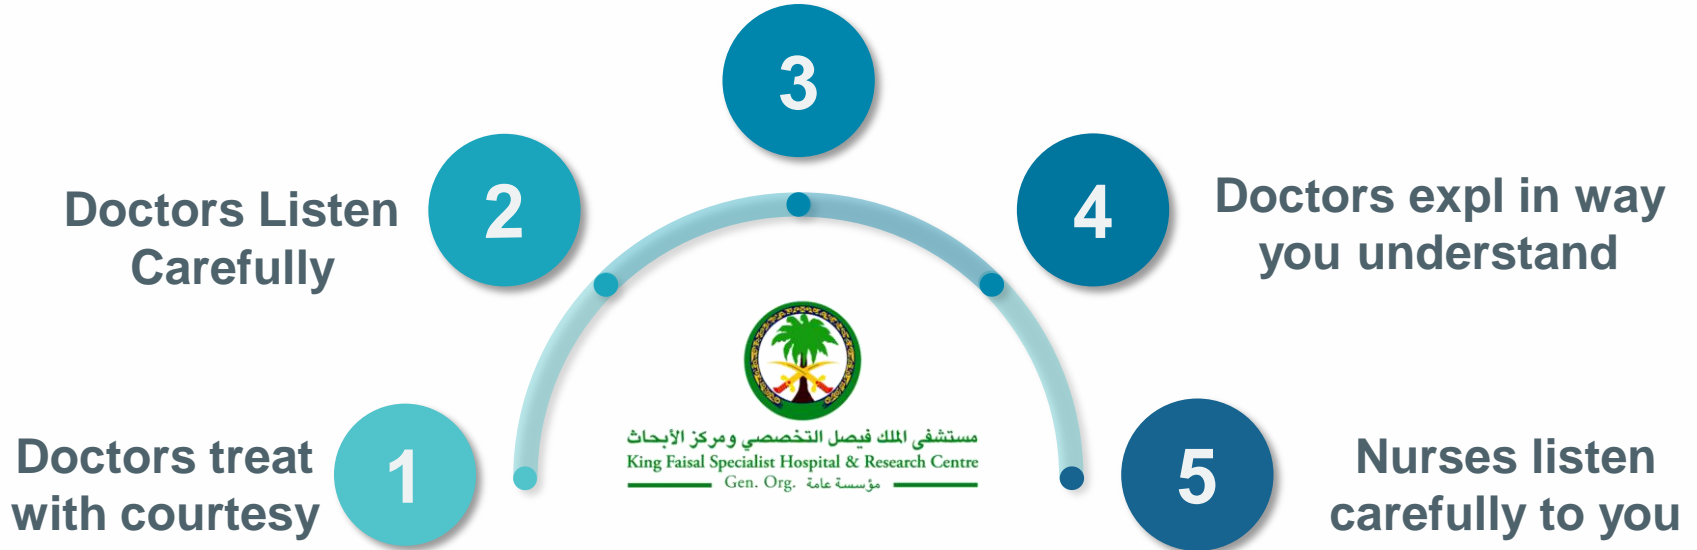 3
2
Doctors Listen
Carefully
4
Doctors expl in way
you understand
مستشفى الملك فيصل التخصصي ومركز الأبحاث
King Faisal Specialist Hospital & Research Centre
Gen. Org. مؤسسة عامة
1
Doctors treat
with courtesy
5
Nurses listen
carefully to you